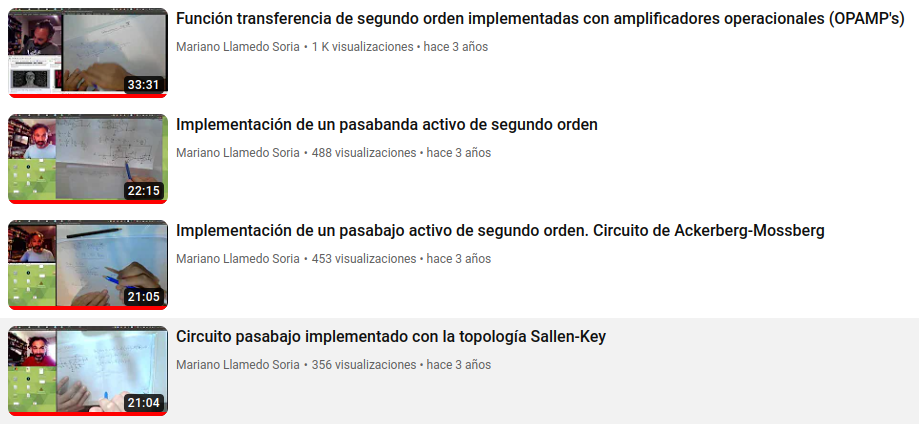 Función transferencia de segundo orden implementadas con amplificadores operacionales (OPAMP's)
Mariano Llamedo Soria • 1 K visualizaciones • hace 3 años
33:31
Implementación de un pasabanda activo de segundo orden
Mariano Llamedo Soria • 488 visualizaciones • hace 3 años
22:15
Implementación de un pasabajo activo de segundo orden. Circuito de Ackerberg-Mossberg
Mariano Llamedo Soria • 453 visualizaciones • hace 3 años
21:05
Circuito pasabajo implementado con la topología Sallen-Key
Mariano Llamedo Soria • 356 visualizaciones • hace 3 años
21:04